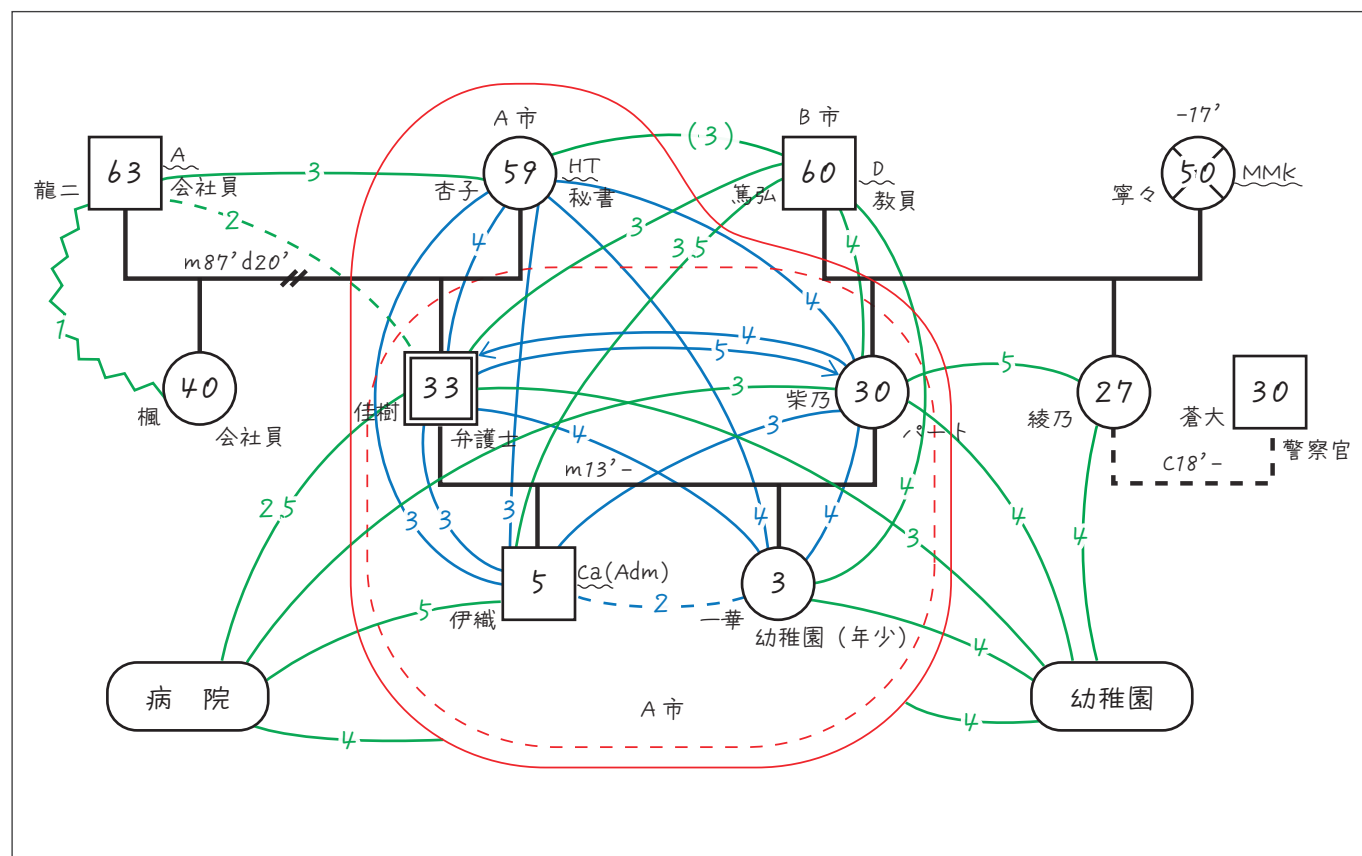 A市
B市
-17'
63
A
会社員
龍二
3
59
HT
秘書
杏子
(3)
60
D
教員
篤弘
50
MMK
寧々
2
4
3
3,5
4
m87'd20'
4
1
4
5
40
楓
会社員
33
佳樹
弁護士
3
30
柴乃
パート
5
27
綾乃
30
蒼大
警察官
4
3
m13'-
C18'-
2,5
3
3
3
4
4
4
4
3
4
5
Ca(Adm)
伊織
2
3
一華
幼稚園(年少)
5
4
病院
A市
幼稚園
4
4